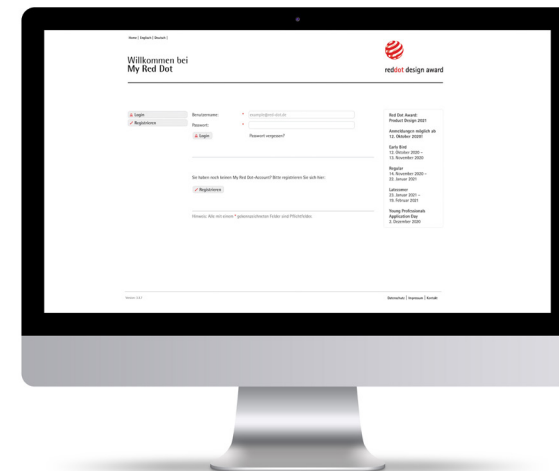 Home | Englisch | Deutsch |
Willkommen bei
My Red Dot
reddot design award
Login
Registrieren
Benutzername: * example@red-dot.de
Passwort: *
Login Passwort vergessen?
Sie haben noch keinen My Red Dot-Account? Bitte registrieren Sie sich hier:
Registrieren
Hinweis: Alle mit einem * gekennzeichneten Felder sind Pflichtfelder.
Red Dot Award:
Product Design 2021
Anmeldungen möglich ab
12. Oktober 2020!
Early Bird
12. Oktober 2020 –
13. November 2020
Regular
14. November 2020 –
22. Januar 2021
Latecomer
23. Januar 2021 –
19. Februar 2021
Young Professionals
Application Day
2. Dezember 2020
Datenschutz | Impressum | Kontakt